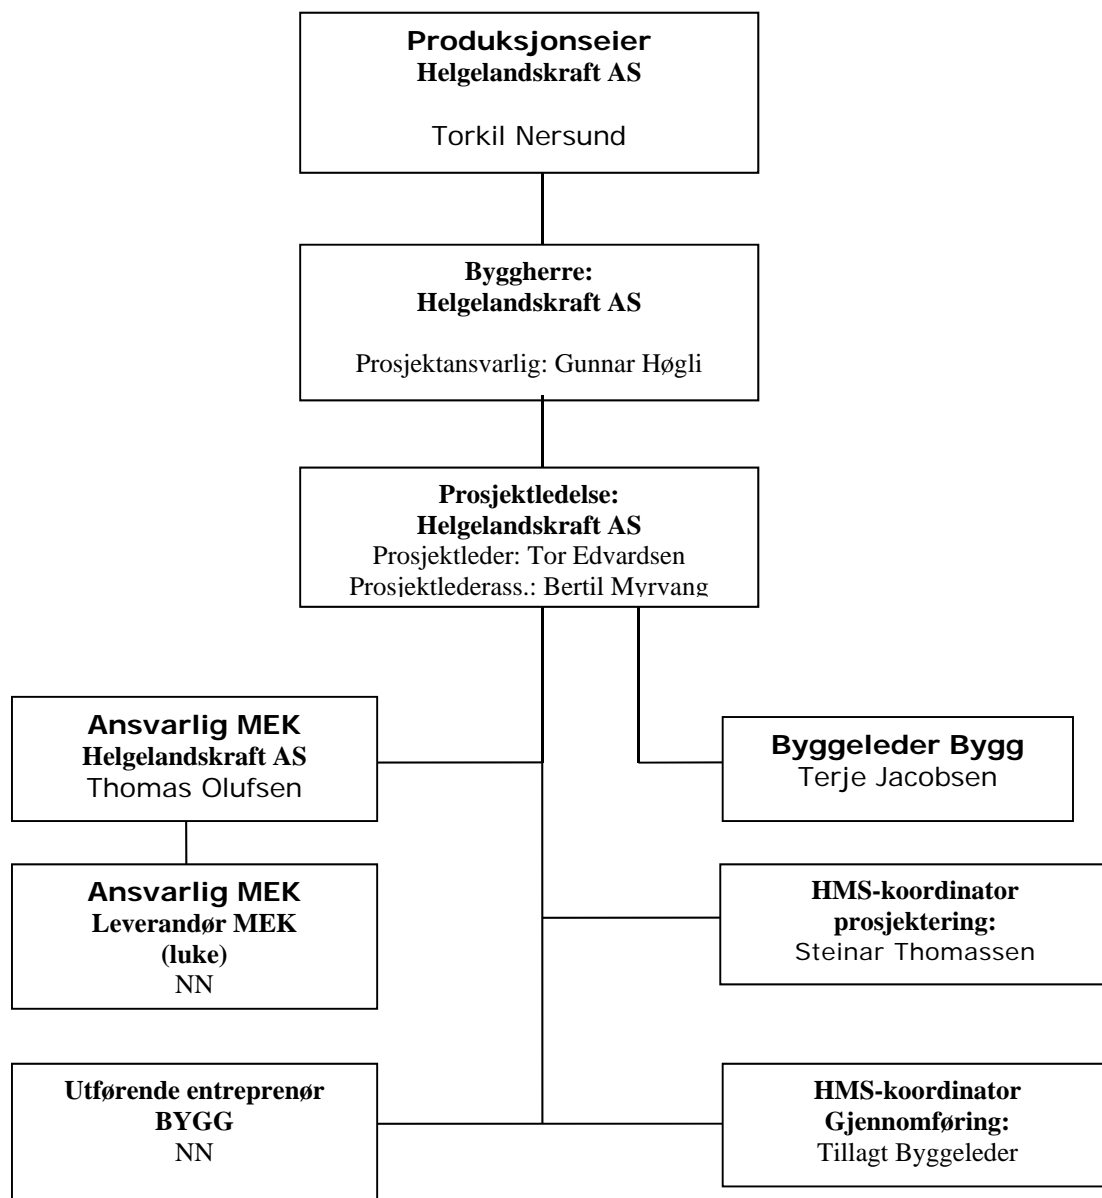 Produksjonseier
Helgelandskraft AS
Torkil Nersund
Byggherre:
Helgelandskraft AS
Prosjektansvarlig: Gunnar Høgli
Prosjektledelse:
Helgelandskraft AS
Prosjektleder: Tor Edvardsen
Prosjektlederass.: Bertil Myrvang
Ansvarlig MEK
Helgelandskraft AS
Thomas Olufsen
Byggeleder Bygg
Terje Jacobsen
Ansvarlig MEK
Leverandør MEK
(luke)
NN
HMS-koordinator
prosjektering:
Steinar Thomassen
Utførende entreprenør
BYGG
NN
HMS-koordinator
Gjennomføring:
Tillagt Byggeleder